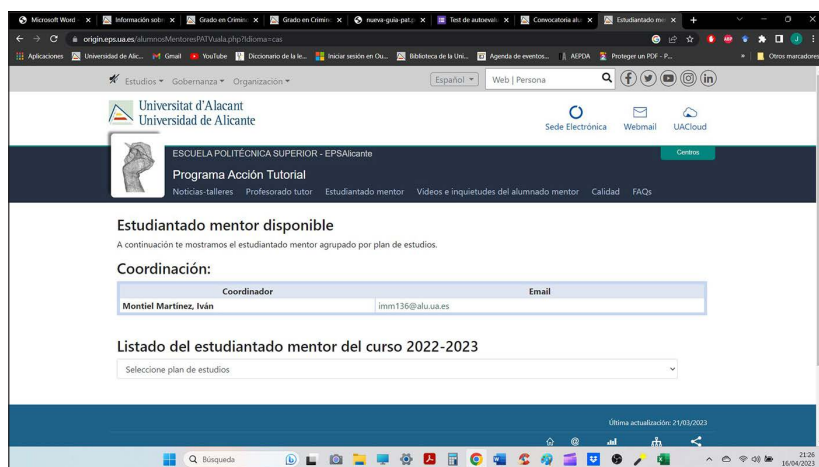 Microsoft Word
Información sobr
Grado en Crimin
Grado en Crimin
nueva-guia-pat.p
Test de autoeval
Convocatoria alu
Estudiantado me
origin.eps.ua.es/alumnosMentoresPATVuala.php?Idioma=cas
Aplicaciones
Universidad de Alic...
Gmail
YouTube
Diccionario de la le...
Iniciar sesión en Ou...
Biblioteca de la Uni...
Agenda de eventos...
AEPDA
Proteger un PDF - P...
Otros marcadores
Estudios Gobernanza Organización
Español
Web | Persona
Universitat d'Alacant
Universidad de Alicante
Sede Electrónica
Webmail
UACloud
ESCUELA POLITÉCNICA SUPERIOR - EPSAlicante
Centros
Programa Acción Tutorial
Noticias-talleres Profesorado tutor Estudiantado mentor Videos e inquietudes del alumnado mentor Calidad FAQs
Estudiantado mentor disponible
A continuación te mostramos el estudiantado mentor agrupado por plan de estudios.
Coordinación:
Coordinador Email
Montiel Martínez, Iván imm136@alu.ua.es
Listado del estudiantado mentor del curso 2022-2023
Seleccione plan de estudios
Última actualización: 21/03/2023
Búsqueda
21:26
16/04/2023